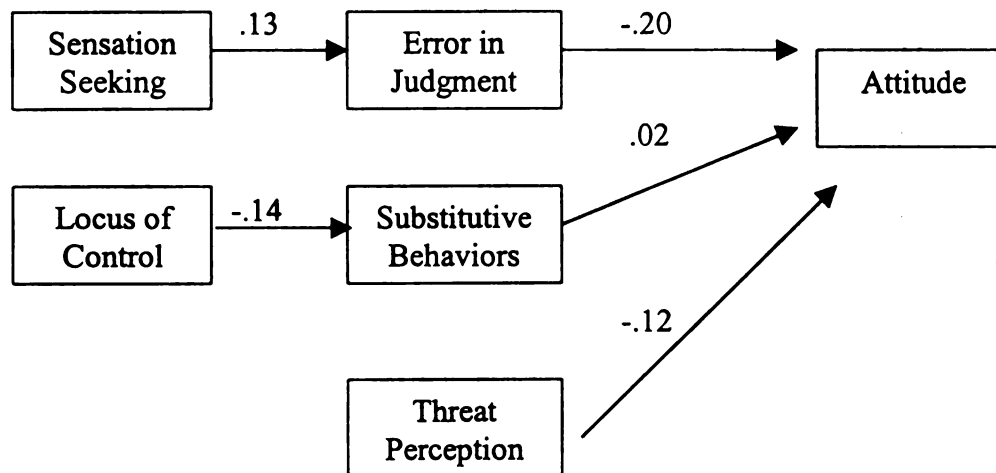 Sensation
Seeking
.13
Error in
Judgment
-.20
Attitude
.02
Locus of
Control
-.14
Substitutive
Behaviors
-.12
Threat
Perception